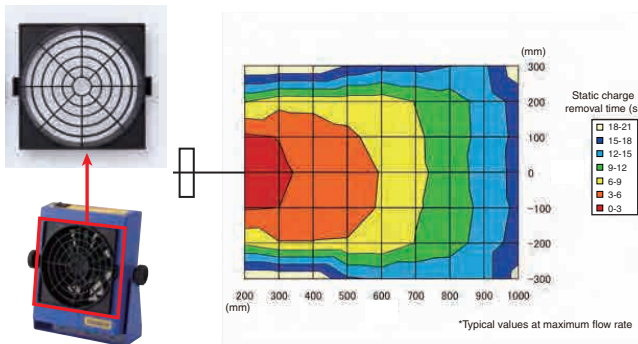 (mm)
300
200
100
0
−100
−200
−300
200 300 400 500 600 700 800 900 1000
(mm)
Static charge
removal time (s
18-21
15-18
12-15
9-12
6-9
3-6
0-3
*Typical values at maximum flow rate